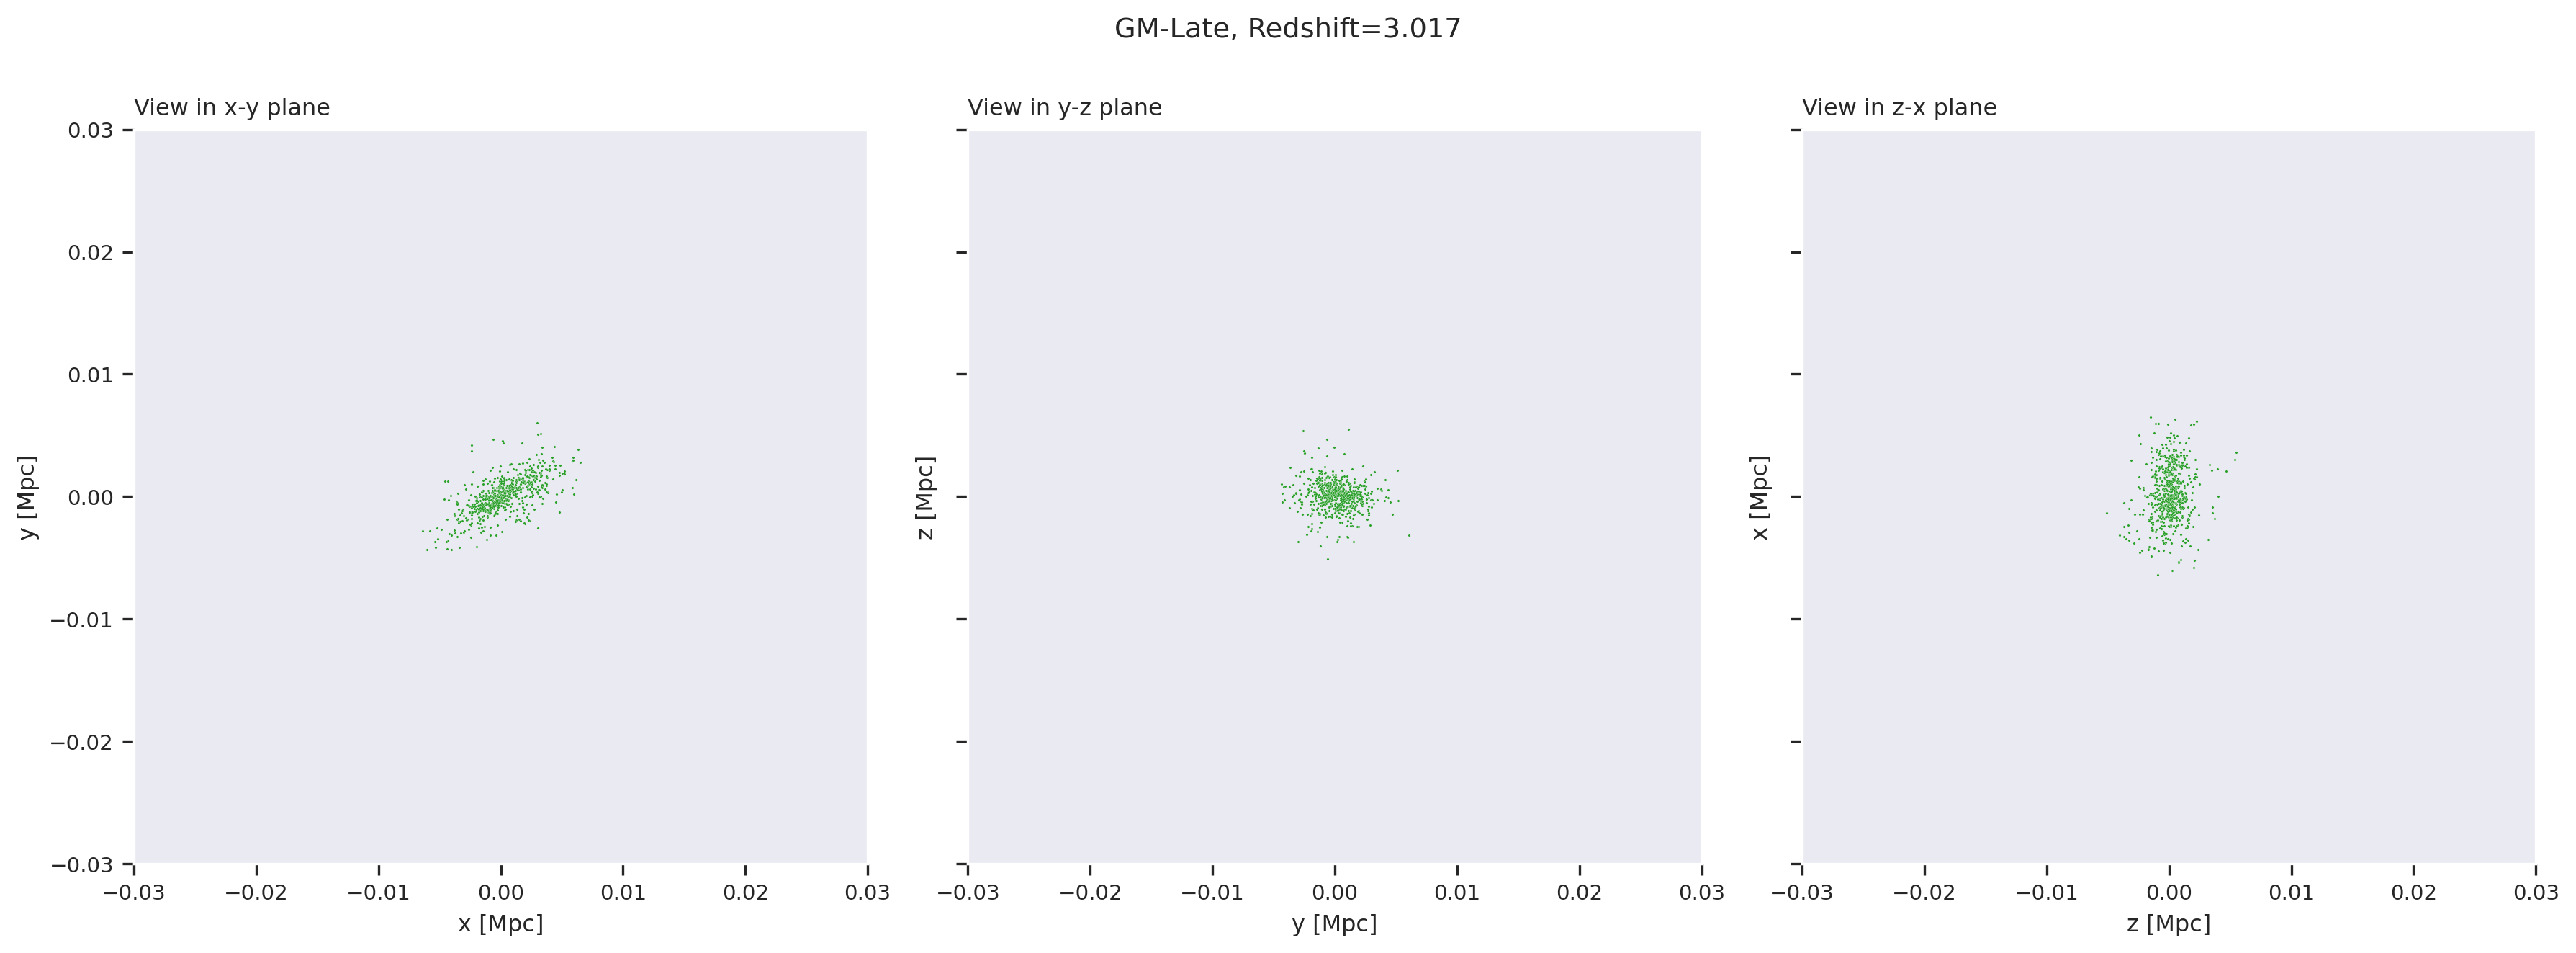 GM-Late, Redshift=3.017
View in x-y plane
0.03
0.02
0.01
0.00
−0.01
−0.02
−0.03
y [Mpc]
−0.03 −0.02 −0.01 0.00 0.01 0.02 0.03
x [Mpc]
View in y-z plane
z [Mpc]
−0.03 −0.02 −0.01 0.00 0.01 0.02 0.03
y [Mpc]
View in z-x plane
x [Mpc]
−0.03 −0.02 −0.01 0.00 0.01 0.02 0.03
z [Mpc]